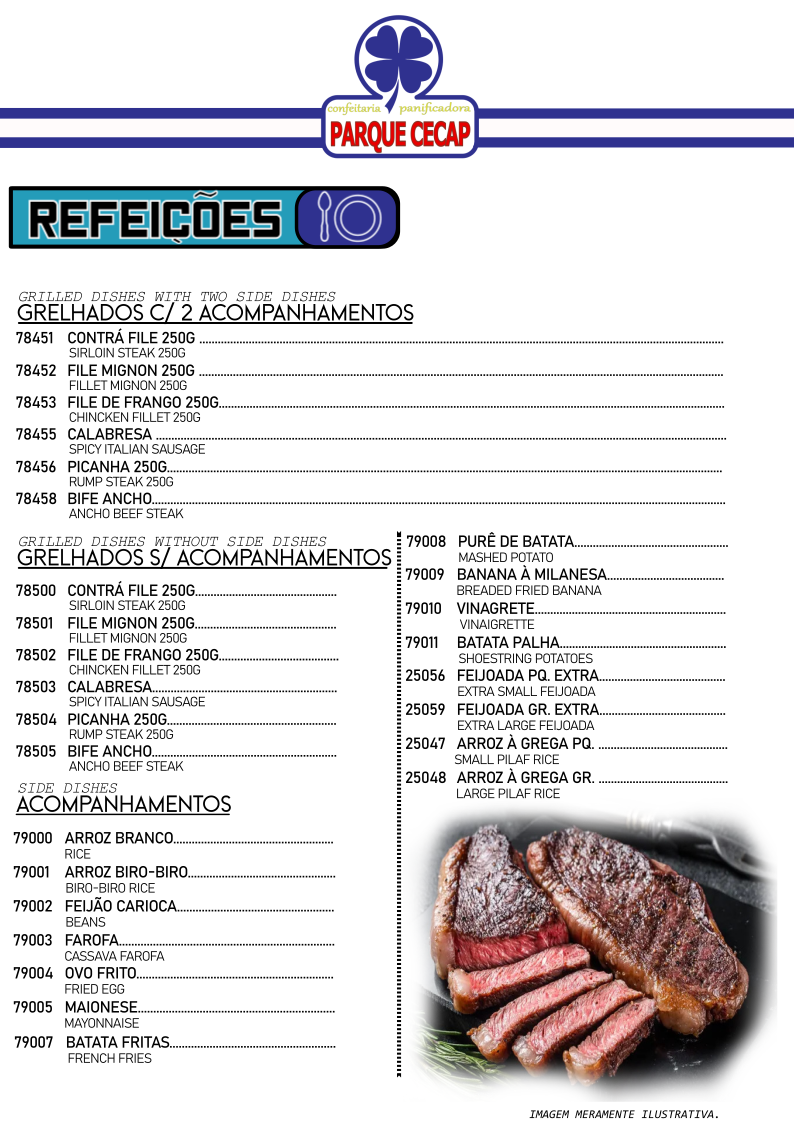 confeitaria panificadora
PARQUE CECAP
REFEIÇÕES
GRILLED DISHES WITH TWO SIDE DISHES
GRELHADOS C/ 2 ACOMPANHAMENTOS
78451 CONTRÁ FILE 250G
SIRLOIN STEAK 250G
78452 FILE MIGNON 250G
FILLET MIGNON 250G
78453 FILE DE FRANGO 250G
CHINCKEN FILLET 250G
78455 CALABRESA
SPICY ITALIAN SAUSAGE
78456 PICANHA 250G
RUMP STEAK 250G
78458 BIFE ANCHO
ANCHO BEEF STEAK
GRILLED DISHES WITHOUT SIDE DISHES
GRELHADOS S/ ACOMPANHAMENTOS
78500 CONTRÁ FILE 250G
SIRLOIN STEAK 250G
78501 FILE MIGNON 250G
FILLET MIGNON 250G
78502 FILE DE FRANGO 250G
CHINCKEN FILLET 250G
78503 CALABRESA
SPICY ITALIAN SAUSAGE
78504 PICANHA 250G
RUMP STEAK 250G
78505 BIFE ANCHO
ANCHO BEEF STEAK
SIDE DISHES
ACOMPANHAMENTOS
79000 ARROZ BRANCO
RICE
79001 ARROZ BIRO-BIRO
BIRO-BIRO RICE
79002 FEIJÃO CARIOCA
BEANS
79003 FAROFA
CASSAVA FAROFA
79004 OVO FRITO
FRIED EGG
79005 MAIONESE
MAYONNAISE
79007 BATATA FRITAS
FRENCH FRIES
79008 PURÊ DE BATATA
MASHED POTATO
79009 BANANA À MILANESA
BREADED FRIED BANANA
79010 VINAGRETE
VINAIGRETTE
79011 BATATA PALHA
SHOESTRING POTATOES
25056 FEIJOADA PQ. EXTRA
EXTRA SMALL FEIJOADA
25059 FEIJOADA GR. EXTRA
EXTRA LARGE FEIJOADA
25047 ARROZ À GREGA PQ.
SMALL PILAF RICE
25048 ARROZ À GREGA GR.
LARGE PILAF RICE
IMAGEM MERAMENTE ILUSTRATIVA.